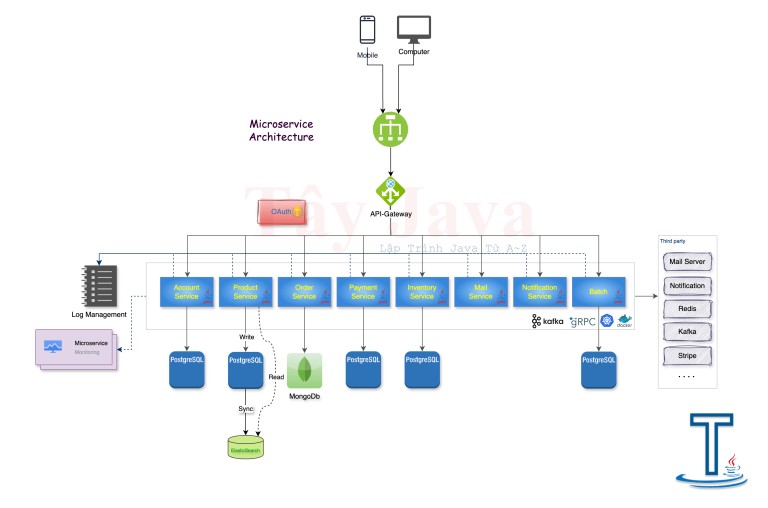 Mobile
Computer
Microservice
Architecture
Tây Java
OAuth
API-Gateway
Lập Trình Java Từ A~Z
Third party
Mail Server
Notification
Redis
Kafka
Stripe
. . . .
Log Management
Account
Service
Product
Service
Order
Service
Payment
Service
Inventory
Service
Mail
Service
Notification
Service
Batch
kafka
gRPC
docker
Microservice
Monitoring
Write
Read
Sync
PostgreSQL
PostgreSQL
MongoDb
PostgreSQL
PostgreSQL
PostgreSQL
ElasticSearch
T